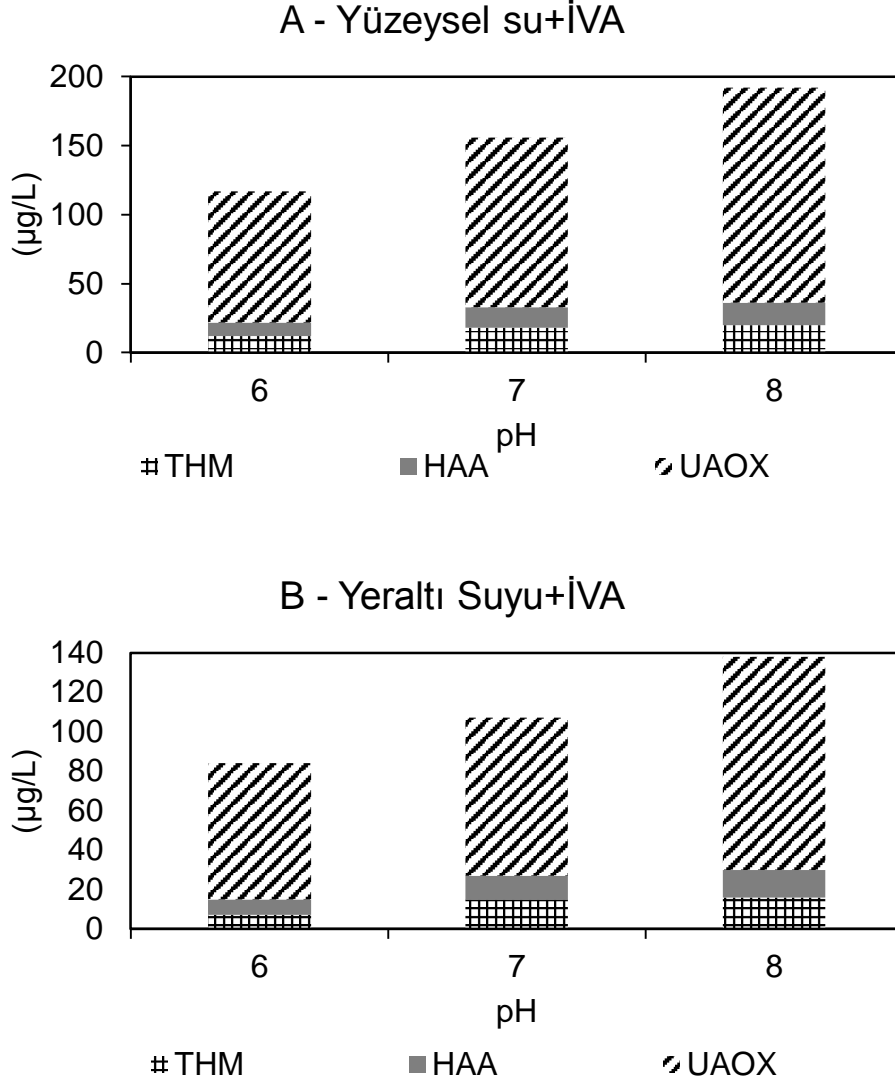 A - Yüzeysel su+İVA
200
150
100
50
0
(µg/L)
6 7 8
pH
THM HAA UAOX
B - Yeraltı Suyu+İVA
140
120
100
80
60
40
20
0
(µg/L)
6 7 8
pH
THM HAA UAOX